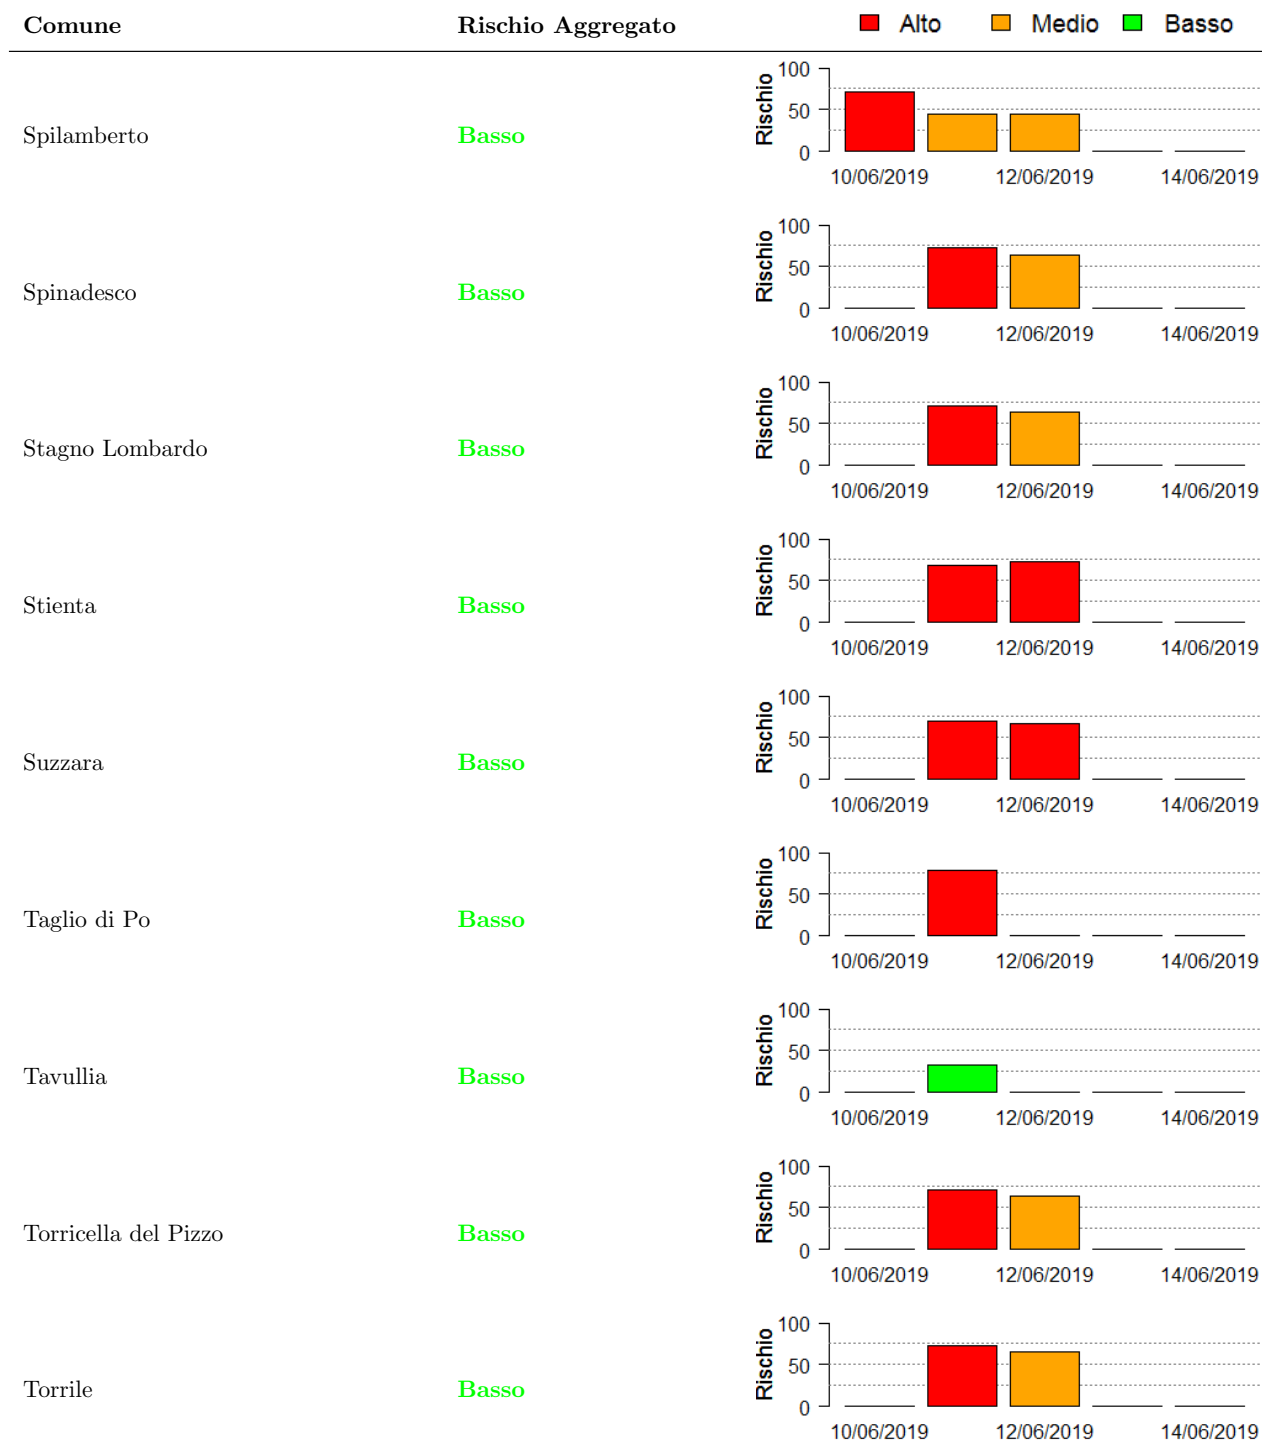 Comune Rischio Aggregato Alto Medio Basso
100
50
0
Rischio
Spilamberto Basso
10/06/2019 12/06/2019 14/06/2019
100
50
0
Rischio
Spinadesco Basso
10/06/2019 12/06/2019 14/06/2019
100
50
0
Rischio
Stagno Lombardo Basso
10/06/2019 12/06/2019 14/06/2019
100
50
0
Rischio
Stienta Basso
10/06/2019 12/06/2019 14/06/2019
100
50
0
Rischio
Suzzara Basso
10/06/2019 12/06/2019 14/06/2019
100
50
0
Rischio
Taglio di Po Basso
10/06/2019 12/06/2019 14/06/2019
100
50
0
Rischio
Tavullia Basso
10/06/2019 12/06/2019 14/06/2019
100
50
0
Rischio
Torricella del Pizzo Basso
10/06/2019 12/06/2019 14/06/2019
100
50
0
Rischio
Torrile Basso
10/06/2019 12/06/2019 14/06/2019